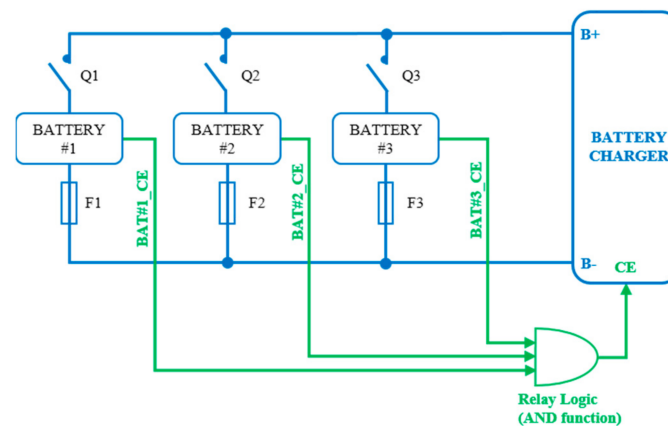 B+
Q1
Q2
Q3
BATTERY
#1
BATTERY
#2
BATTERY
#3
BATTERY
CHARGER
F1
F2
F3
BAT#1_CE
BAT#2_CE
BAT#3_CE
B-
CE
Relay Logic
(AND function)